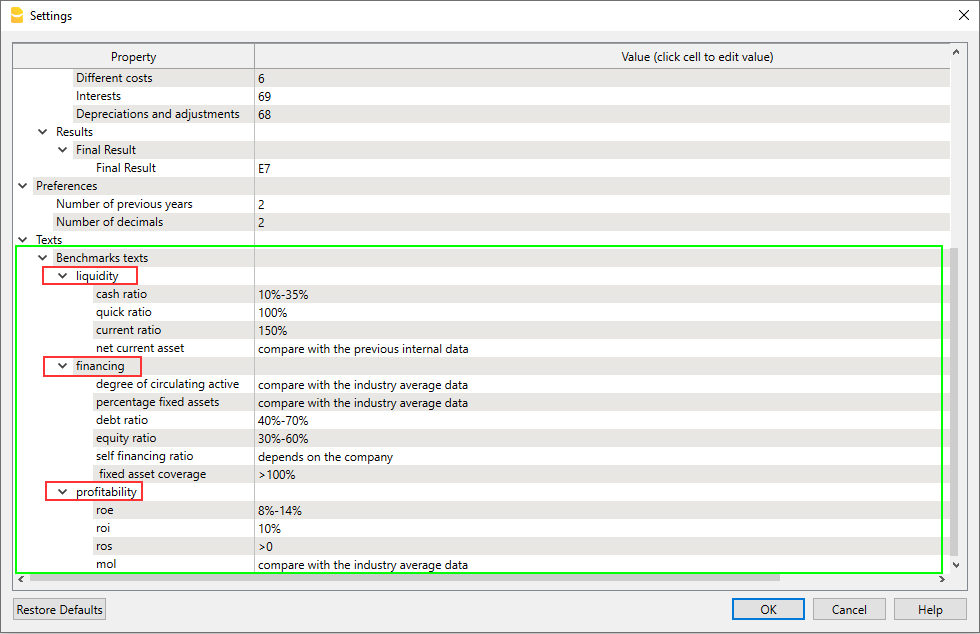 Settings
Property Value (click cell to edit value)
Different costs 6
Interests 69
Depreciations and adjustments 68
Results
Final Result
Final Result E7
Preferences
Number of previous years 2
Number of decimals 2
Texts
Benchmarks texts
liquidity
cash ratio 10%-35%
quick ratio 100%
current ratio 150%
net current asset compare with the previous internal data
financing
degree of circulating active compare with the industry average data
percentage fixed assets compare with the industry average data
debt ratio 40%-70%
equity ratio 30%-60%
self financing ratio depends on the company
fixed asset coverage >100%
profitability
roe 8%-14%
roi 10%
ros >0
mol compare with the industry average data
Restore Defaults OK Cancel Help